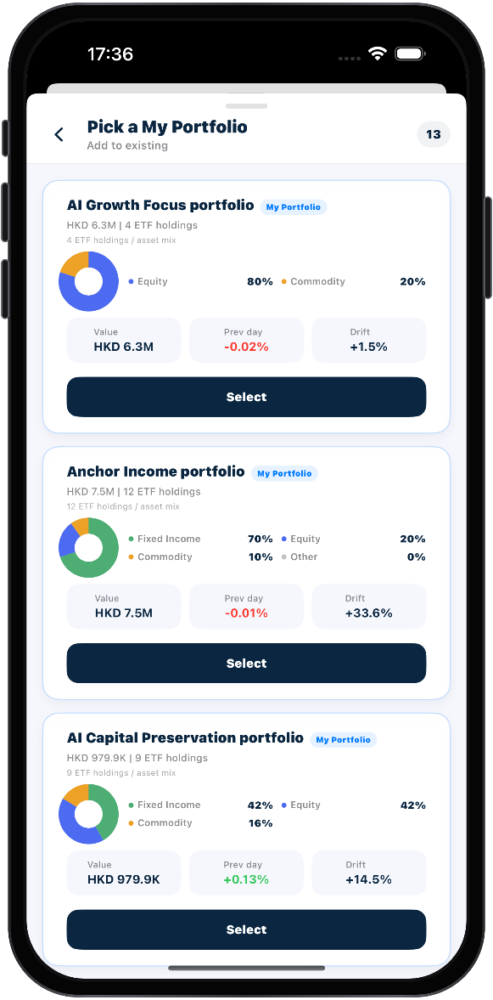 17:36
Pick a My Portfolio
Add to existing
13
AI Growth Focus portfolio My Portfolio
HKD 6.3M | 4 ETF holdings
4 ETF holdings / asset mix
Equity 80% Commodity 20%
Value Prev day Drift
HKD 6.3M -0.02% +1.5%
Select
Anchor Income portfolio My Portfolio
HKD 7.5M | 12 ETF holdings
12 ETF holdings / asset mix
Fixed Income 70% Equity 20%
Commodity 10% Other 0%
Value Prev day Drift
HKD 7.5M -0.01% +33.6%
Select
AI Capital Preservation portfolio My Portfolio
HKD 979.9K | 9 ETF holdings
9 ETF holdings / asset mix
Fixed Income 42% Equity 42%
Commodity 16%
Value Prev day Drift
HKD 979.9K +0.13% +14.5%
Select